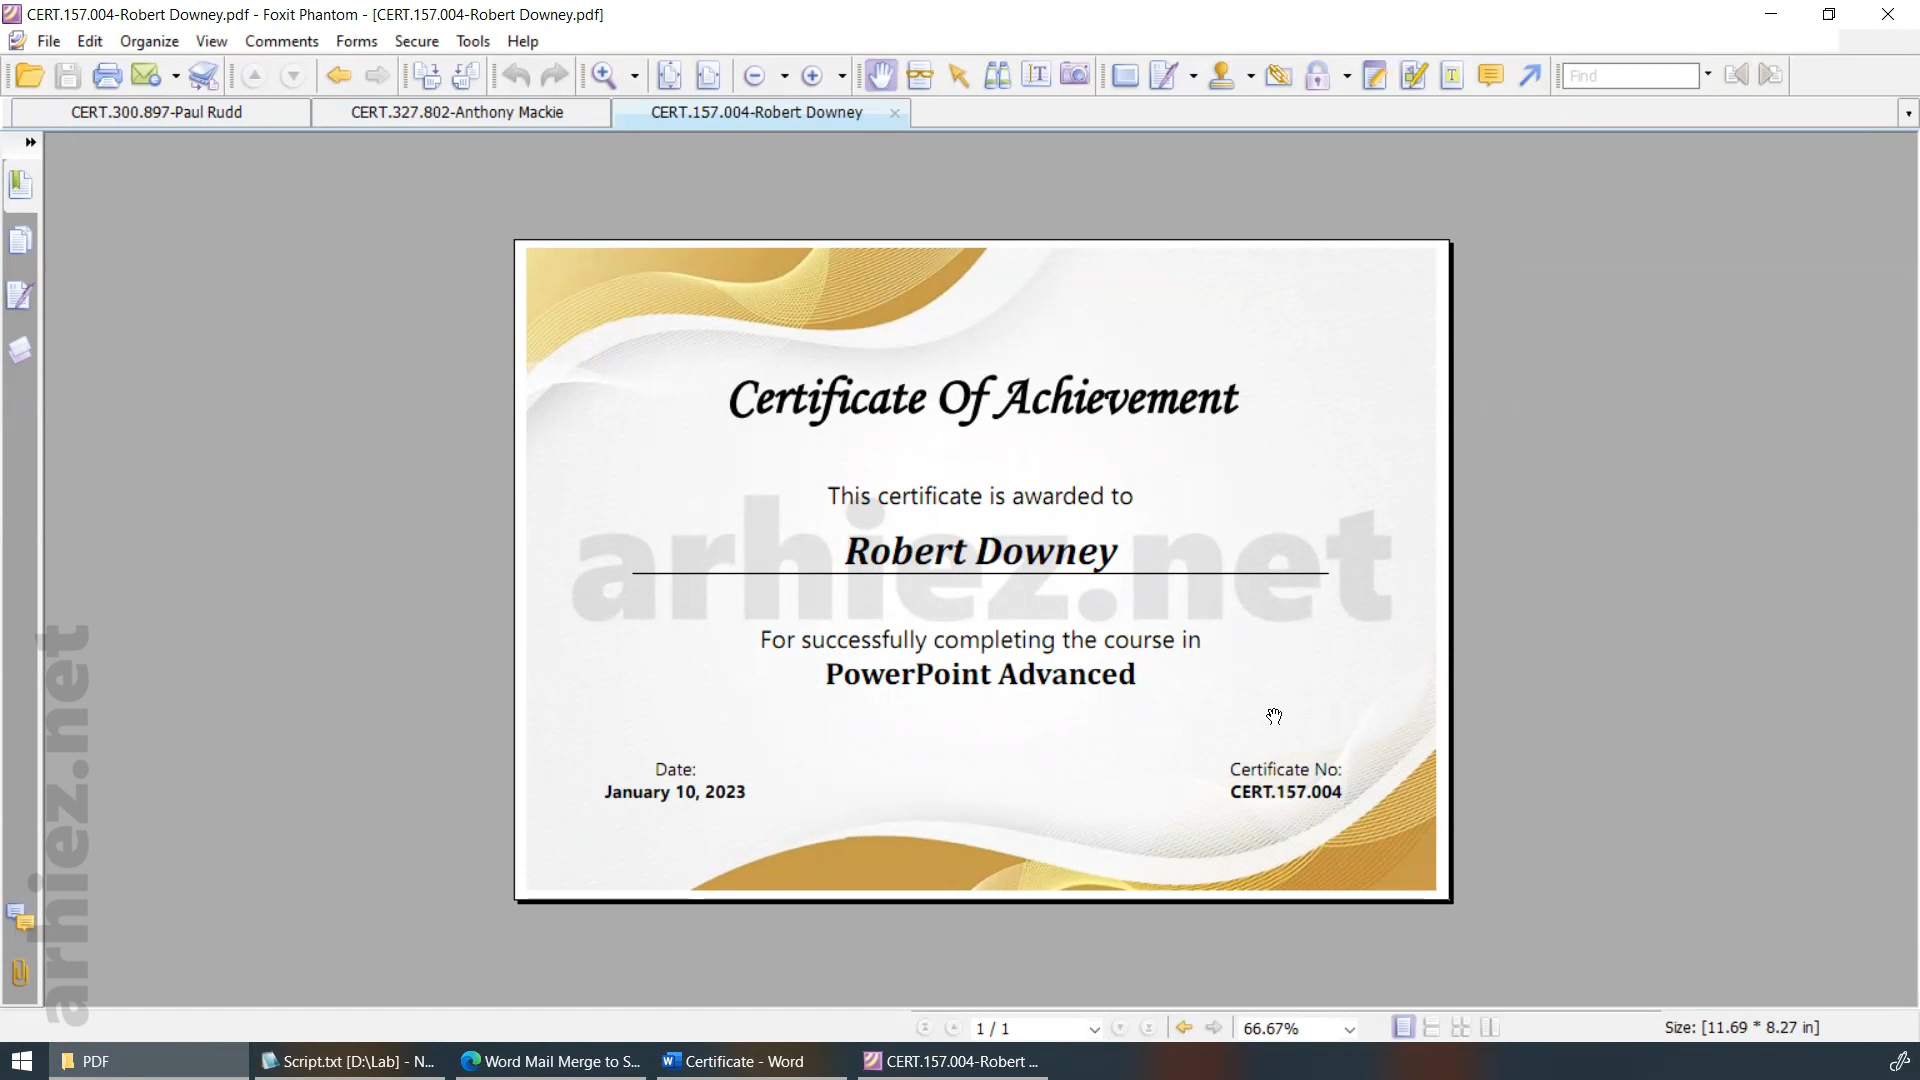 CERT.157.004-Robert Downey.pdf - Foxit Phantom - [CERT.157.004-Robert Downey.pdf]
File Edit Organize View Comments Forms Secure Tools Help
Find
CERT.300.897-Paul Rudd CERT.327.802-Anthony Mackie CERT.157.004-Robert Downey
Certificate Of Achievement
This certificate is awarded to
arhiez.net
Robert Downey
For successfully completing the course in
PowerPoint Advanced
Date: Certificate No:
January 10, 2023 CERT.157.004
arhiez.net
1 / 1 66.67% Size: [11.69 * 8.27 in]
PDF Script.txt [D:\Lab] - N... Word Mail Merge to S... Certificate - Word CERT.157.004-Robert ...